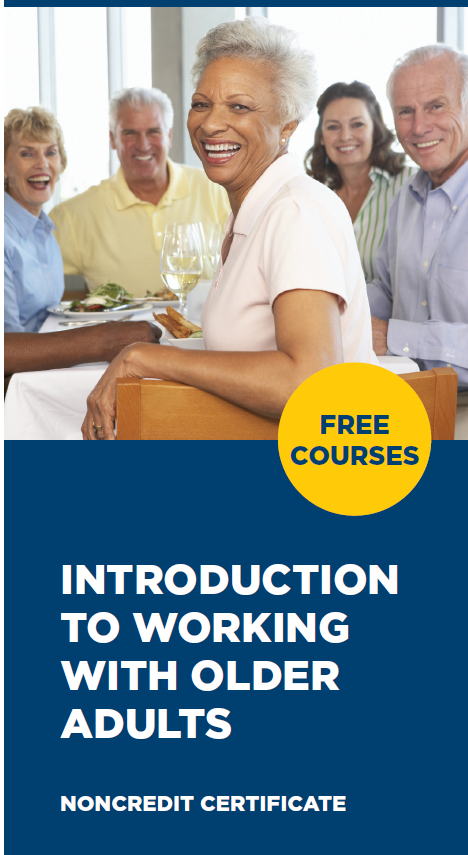 FREE
COURSES
INTRODUCTION
TO WORKING
WITH OLDER
ADULTS
NONCREDIT CERTIFICATE